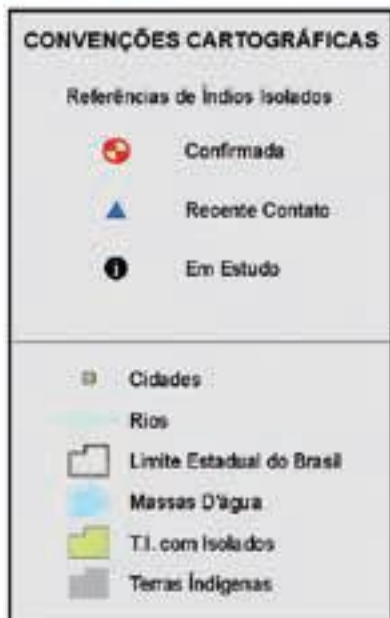 CONVENÇÕES CARTOGRÁFICAS
Referências de Índios Isolados
Confirmada
Recente Contato
i Em Estudo
Cidades
Rios
Limite Estadual do Brasil
Massas D'água
T.I. com Isolados
Terras Índigenas